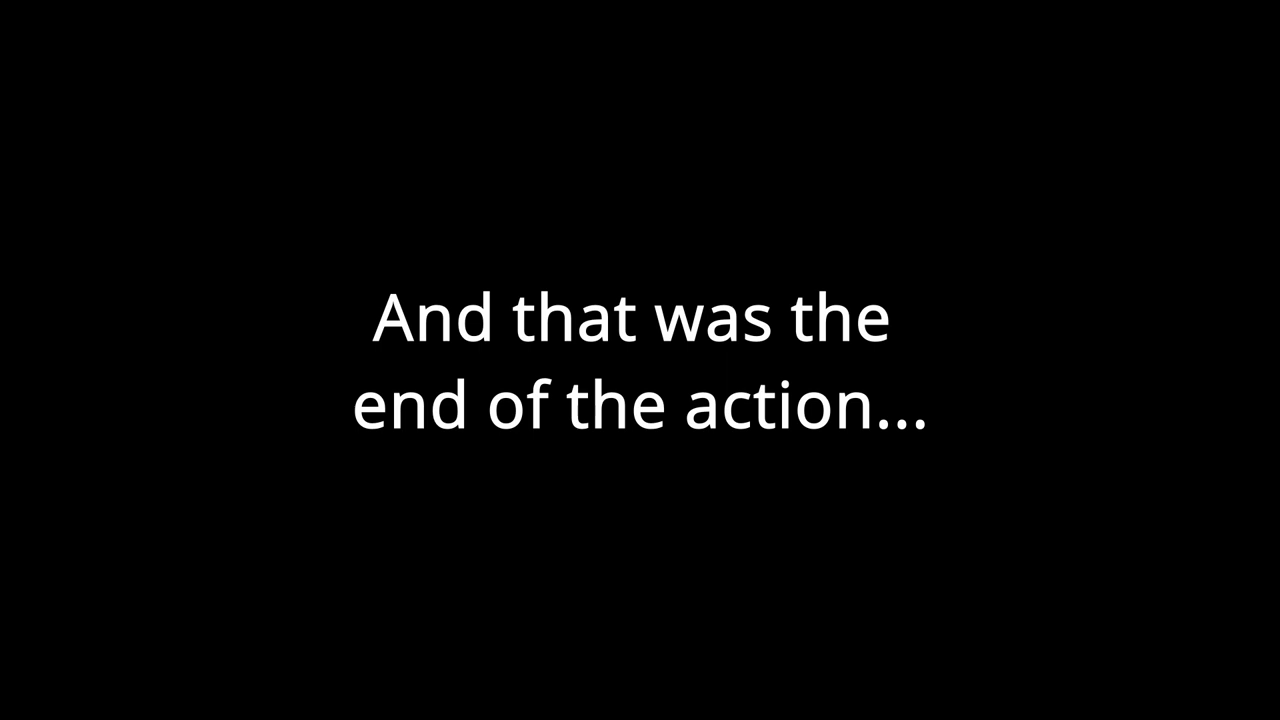 And that was the
end of the action...